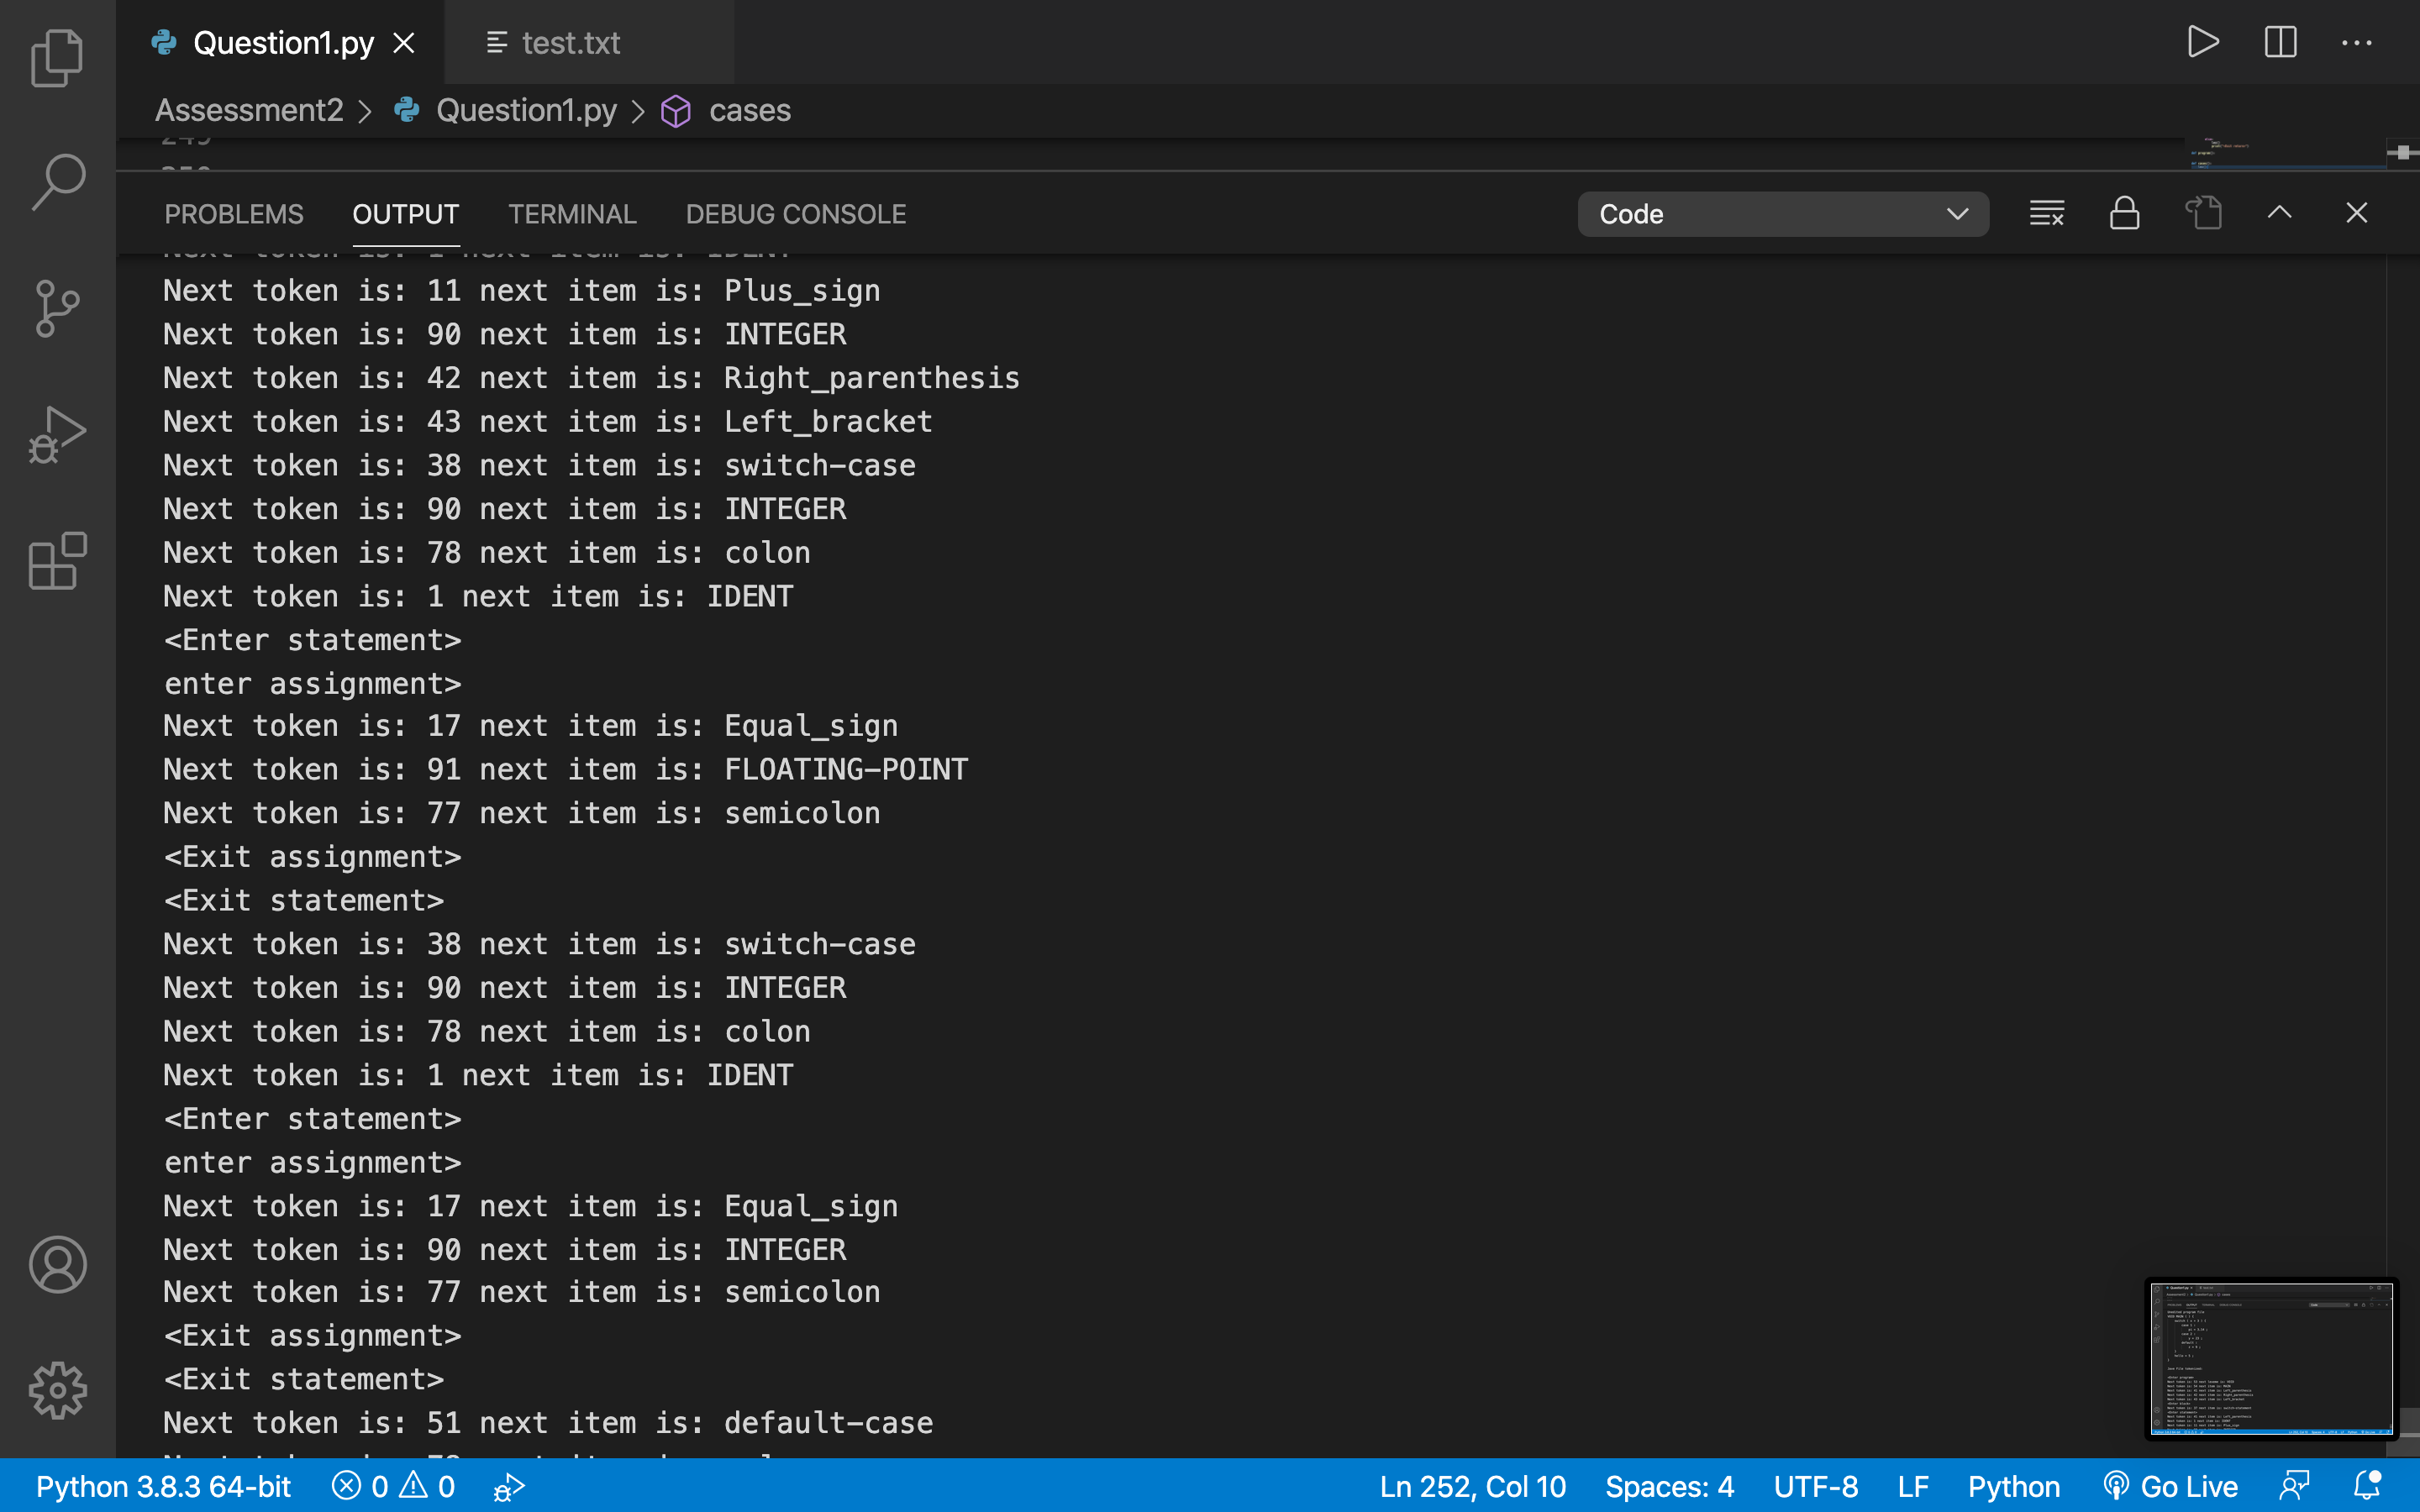 Question1.py
test.txt
Assessment2 > Question1.py > cases
249
250
PROBLEMS OUTPUT TERMINAL DEBUG CONSOLE Code
Next token is: 1 next item is: IDENT
Next token is: 11 next item is: Plus_sign
Next token is: 90 next item is: INTEGER
Next token is: 42 next item is: Right_parenthesis
Next token is: 43 next item is: Left_bracket
Next token is: 38 next item is: switch-case
Next token is: 90 next item is: INTEGER
Next token is: 78 next item is: colon
Next token is: 1 next item is: IDENT
<Enter statement>
enter assignment>
Next token is: 17 next item is: Equal_sign
Next token is: 91 next item is: FLOATING-POINT
Next token is: 77 next item is: semicolon
<Exit assignment>
<Exit statement>
Next token is: 38 next item is: switch-case
Next token is: 90 next item is: INTEGER
Next token is: 78 next item is: colon
Next token is: 1 next item is: IDENT
<Enter statement>
enter assignment>
Next token is: 17 next item is: Equal_sign
Next token is: 90 next item is: INTEGER
Next token is: 77 next item is: semicolon
<Exit assignment>
<Exit statement>
Next token is: 51 next item is: default-case
Python 3.8.3 64-bit 0 0 Ln 252, Col 10 Spaces: 4 UTF-8 LF Python Go Live